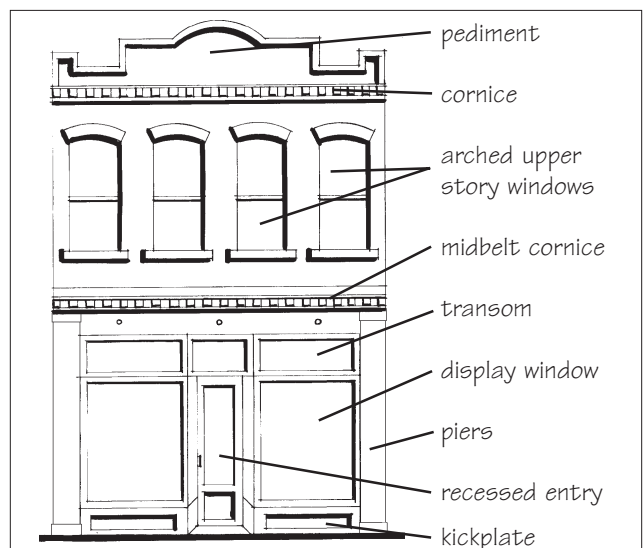 pediment
cornice
arched upper
story windows
midbelt cornice
transom
display window
piers
recessed entry
kickplate